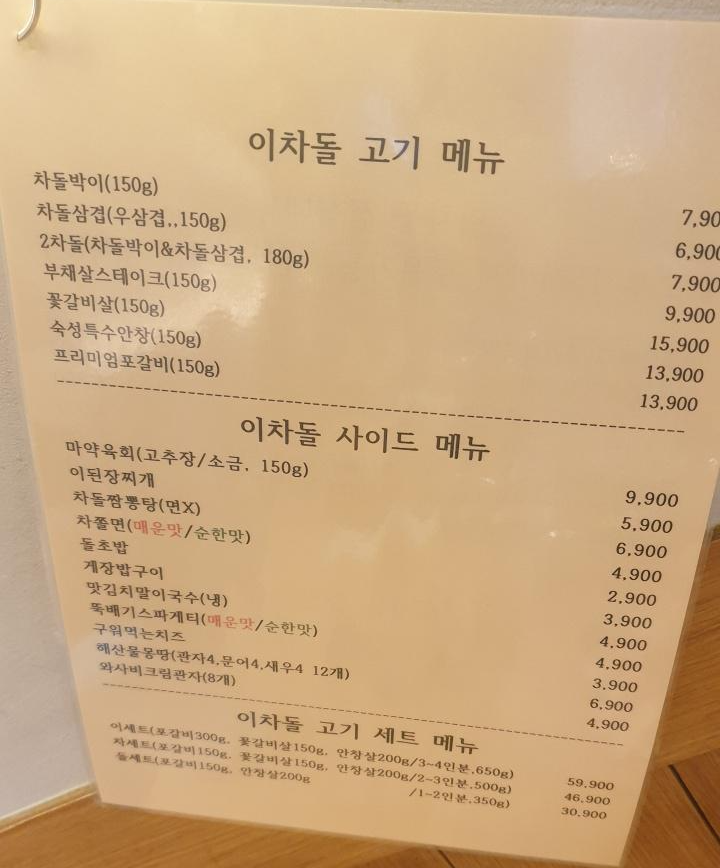 이차돌 고기 메뉴
차돌박이(150g) 7,90
차돌삼겹(우삼겹,,150g) 6,900
2차돌(차돌박이&차돌삼겹, 180g) 7,900
부채살스테이크(150g) 9,900
꽃갈비살(150g) 15,900
숙성특수안창(150g) 13,900
프리미엄포갈비(150g) 13,900
이차돌 사이드 메뉴
마약육회(고추장/소금, 150g) 9,900
이된장찌개 5,900
차돌짬뽕탕(면X) 6,900
차쫄면(매운맛/순한맛) 4,900
돌초밥 2,900
게장밥구이 3,900
맛김치말이국수(냉) 4,900
뚝배기스파게티(매운맛/순한맛) 4,900
구워먹는치즈 3,900
해산물몽땅(관자4,문어4,새우4 12개) 6,900
와사비크림관자(8개) 4,900
이차돌 고기 세트 메뉴
이세트(포갈비300g, 꽃갈비살150g, 안창살200g/3~4인분,650g) 59,900
차세트(포갈비150g, 꽃갈비살150g, 안창살200g/2~3인분,500g) 46,900
돌세트(포갈비150g, 안창살200g /1~2인분,350g) 30,900